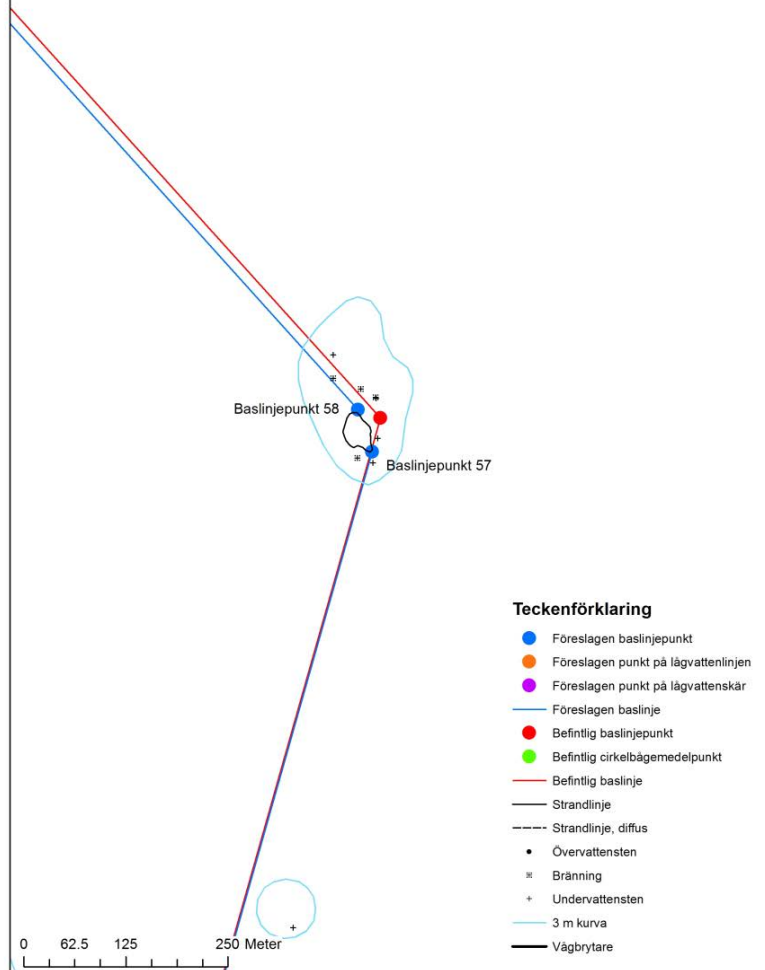 Baslinjepunkt 58
Baslinjepunkt 57
Teckenförklaring
Föreslagen baslinjepunkt
Föreslagen punkt på lågvattenlinjen
Föreslagen punkt på lågvattenskär
Föreslagen baslinje
Befintlig baslinjepunkt
Befintlig cirkelbågemedelpunkt
Befintlig baslinje
Strandlinje
Strandlinje, diffus
Övervattensten
Bränning
Undervattensten
3 m kurva
Vågbrytare
0 62.5 125 250 Meter